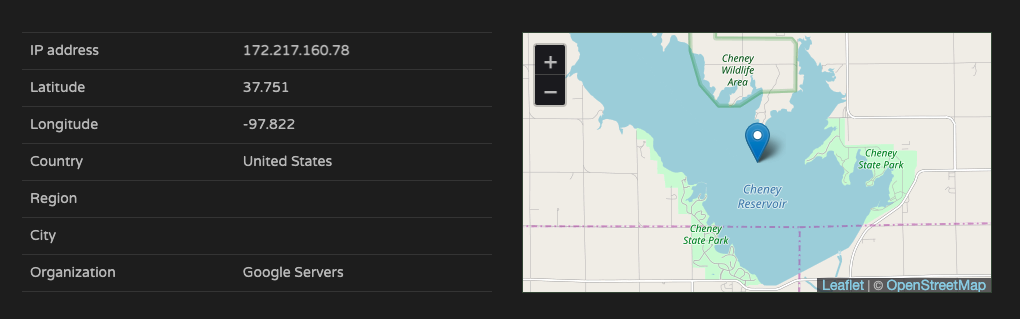 IP address 172.217.160.78
Latitude 37.751
Longitude -97.822
Country United States
Region
City
Organization Google Servers
+
−
Cheney
Wildlife
Area
Cheney
State Park
Cheney
Reservoir
Cheney
State Park
Leaflet | © OpenStreetMap